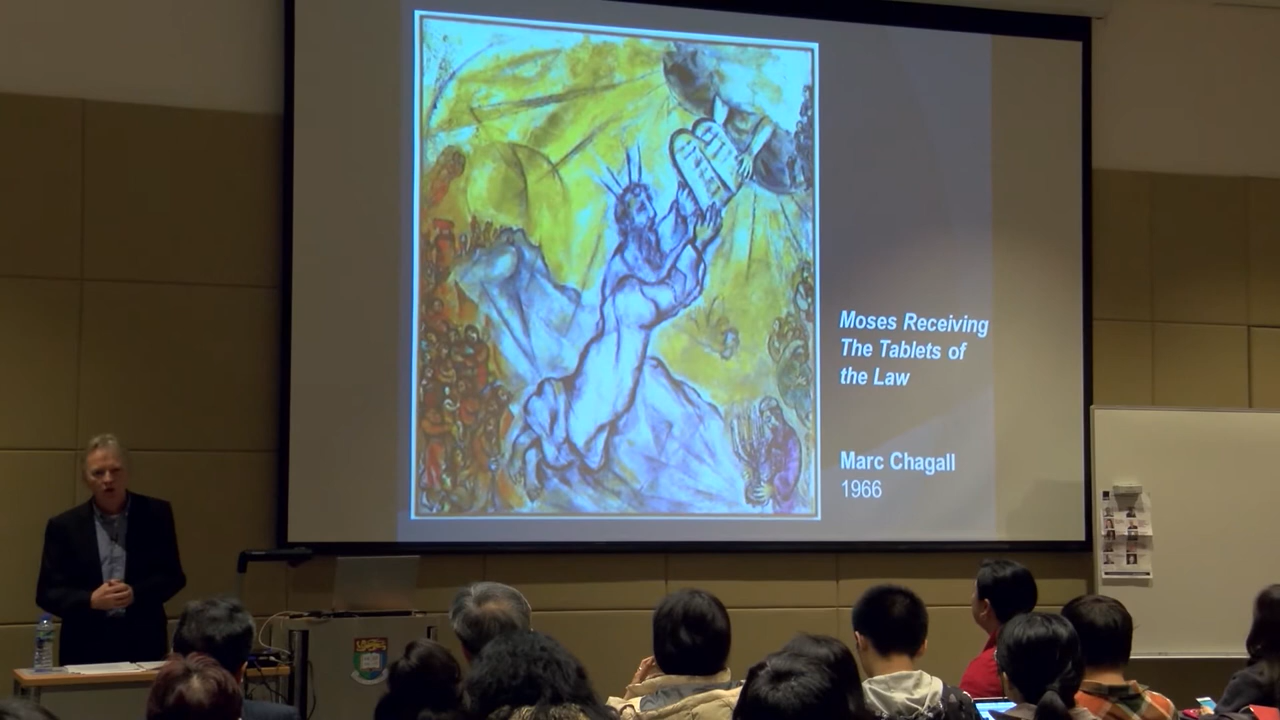 Moses Receiving
The Tablets of
the Law
Marc Chagall
1966